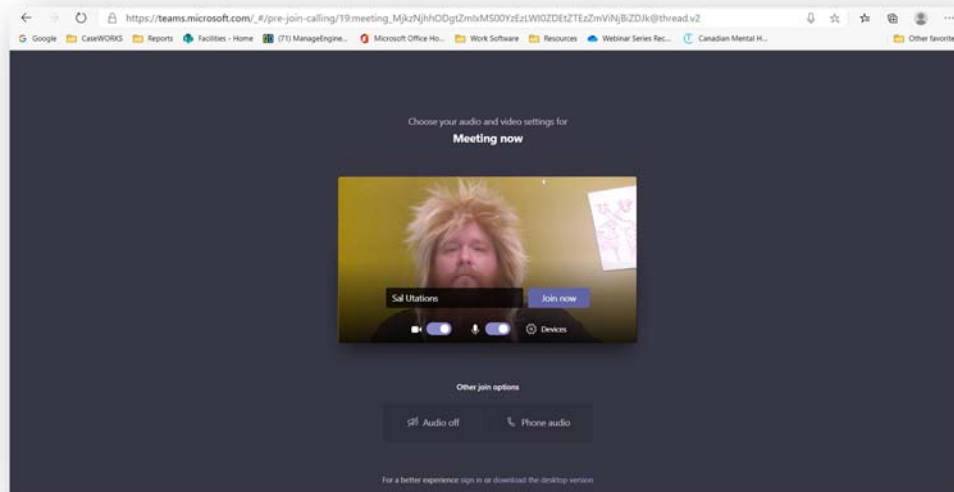 https://teams.microsoft.com/_#/pre-join-calling/19:meeting_MjkzNjhhODgtZmIxMS00YzEzLWI0ZDEtZTEzZmViNjBiZDJk@thread.v2
Google CaseWORKS Reports Facilities - Home (71) ManageEngine... Microsoft Office Ho... Work Software Resources Webinar Series Rec... Canadian Mental H... Other favorite
Choose your audio and video settings for
Meeting now
Sal Utations Join now
Devices
Other join options
Audio off Phone audio
For a better experience sign in or download the desktop version